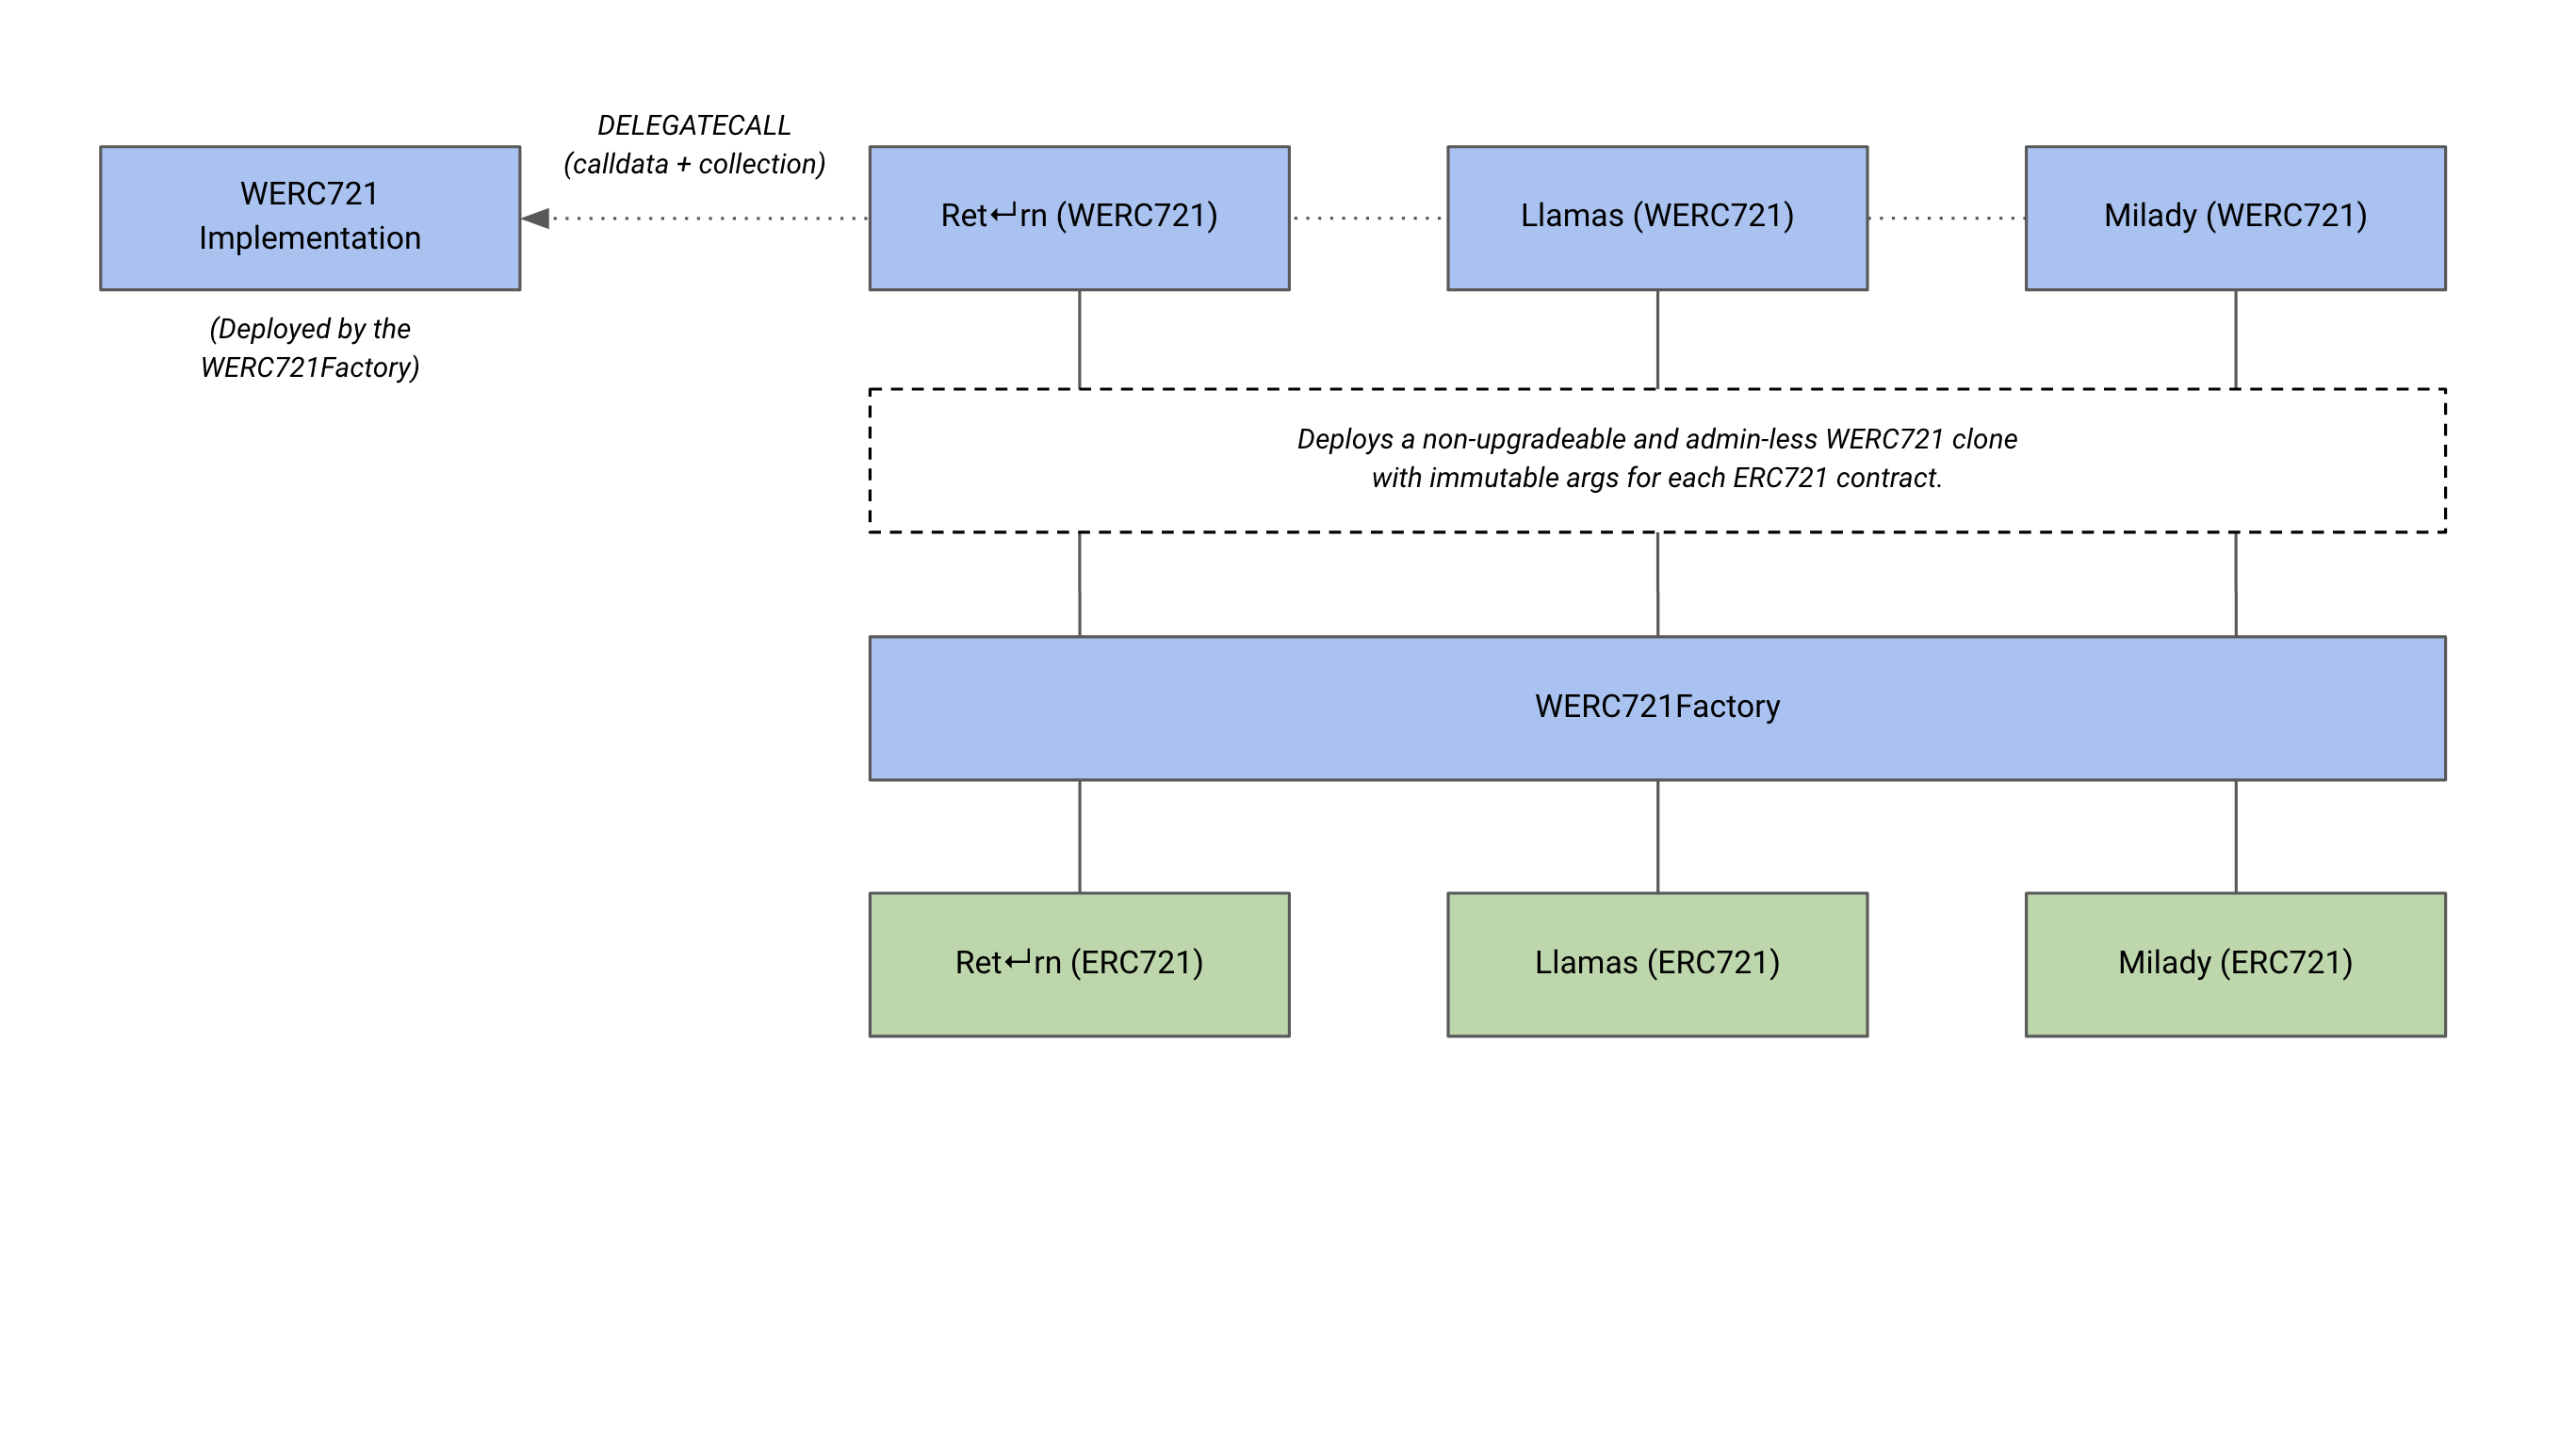 DELEGATECALL
(calldata + collection)
WERC721
Implementation
Ret↵rn (WERC721)
Llamas (WERC721)
Milady (WERC721)
(Deployed by the
WERC721Factory)
Deploys a non-upgradeable and admin-less WERC721 clone
with immutable args for each ERC721 contract.
WERC721Factory
Ret↵rn (ERC721)
Llamas (ERC721)
Milady (ERC721)